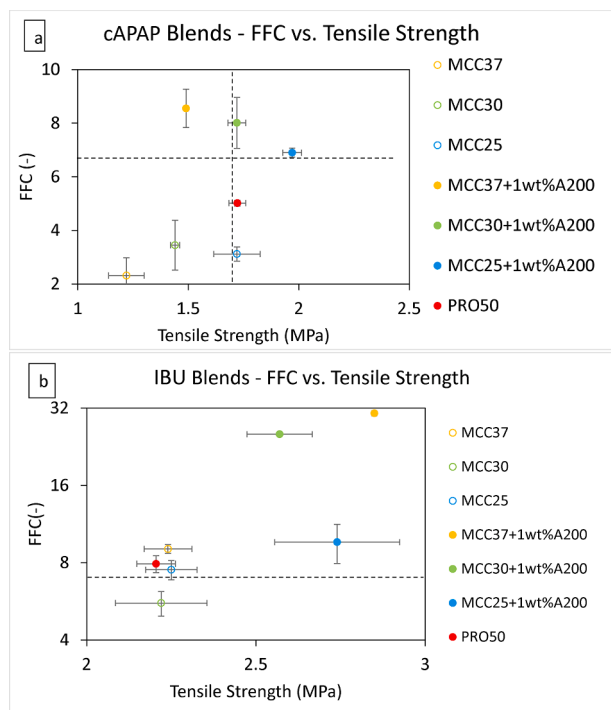 a
cAPAP Blends - FFC vs. Tensile Strength
10
8
6
4
2
FFC (-)
1
1.5
2
2.5
Tensile Strength (MPa)
MCC37
MCC30
MCC25
MCC37+1wt%A200
MCC30+1wt%A200
MCC25+1wt%A200
PRO50
b
IBU Blends - FFC vs. Tensile Strength
32
16
8
4
FFC(-)
2
2.5
3
Tensile Strength (MPa)
MCC37
MCC30
MCC25
MCC37+1wt%A200
MCC30+1wt%A200
MCC25+1wt%A200
PRO50